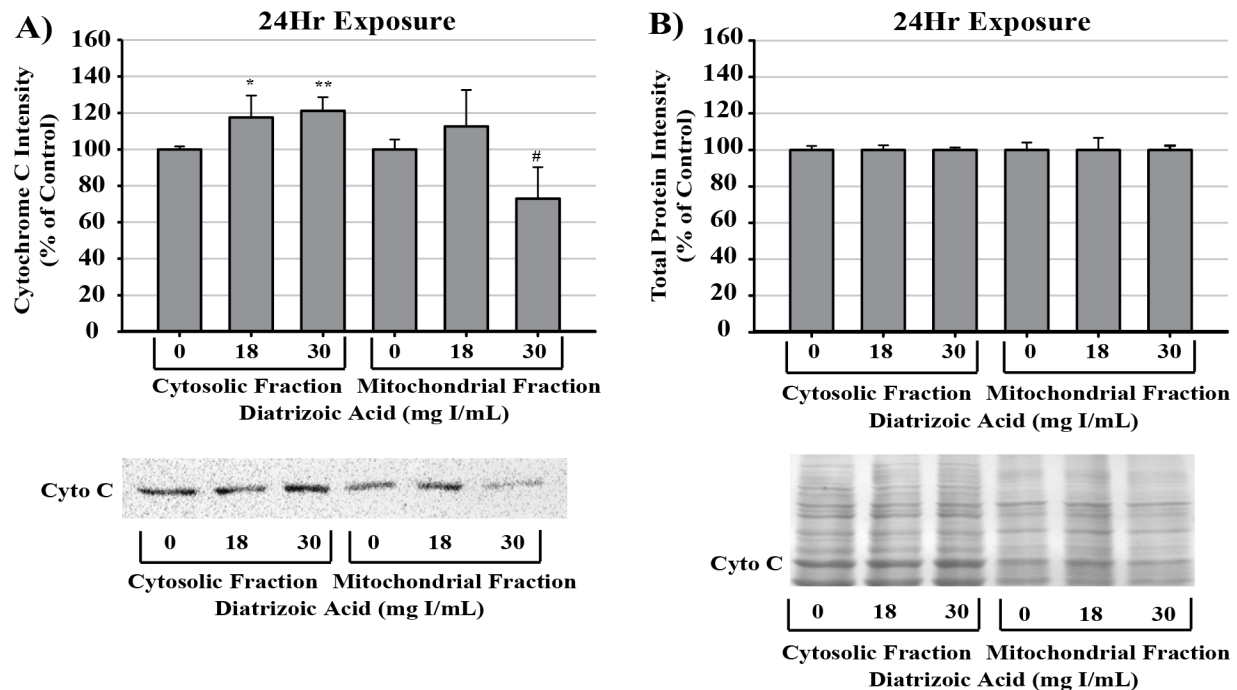 A)
24Hr Exposure
Cytochrome C Intensity
(% of Control)
160
140
120
100
80
60
40
20
0
*
**
#
0 18 30 0 18 30
Cytosolic Fraction Mitochondrial Fraction
Diatrizoic Acid (mg I/mL)
Cyto C
0 18 30 0 18 30
Cytosolic Fraction Mitochondrial Fraction
Diatrizoic Acid (mg I/mL)
B)
24Hr Exposure
Total Protein Intensity
(% of Control)
160
140
120
100
80
60
40
20
0
0 18 30 0 18 30
Cytosolic Fraction Mitochondrial Fraction
Diatrizoic Acid (mg I/mL)
Cyto C
0 18 30 0 18 30
Cytosolic Fraction Mitochondrial Fraction
Diatrizoic Acid (mg I/mL)